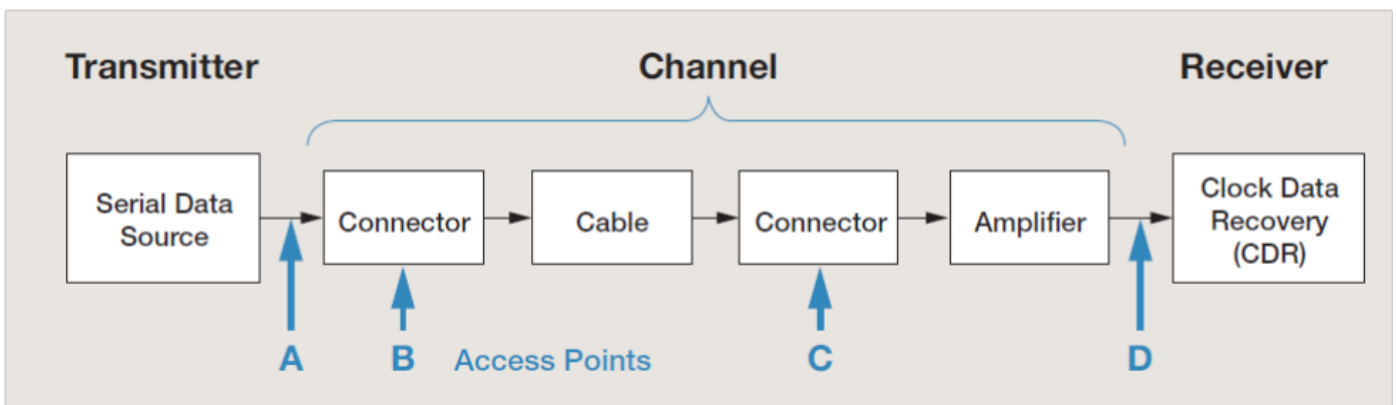 Transmitter
Channel
Receiver
Serial Data
Source
Connector
Cable
Connector
Amplifier
Clock Data
Recovery
(CDR)
A
B
Access Points
C
D